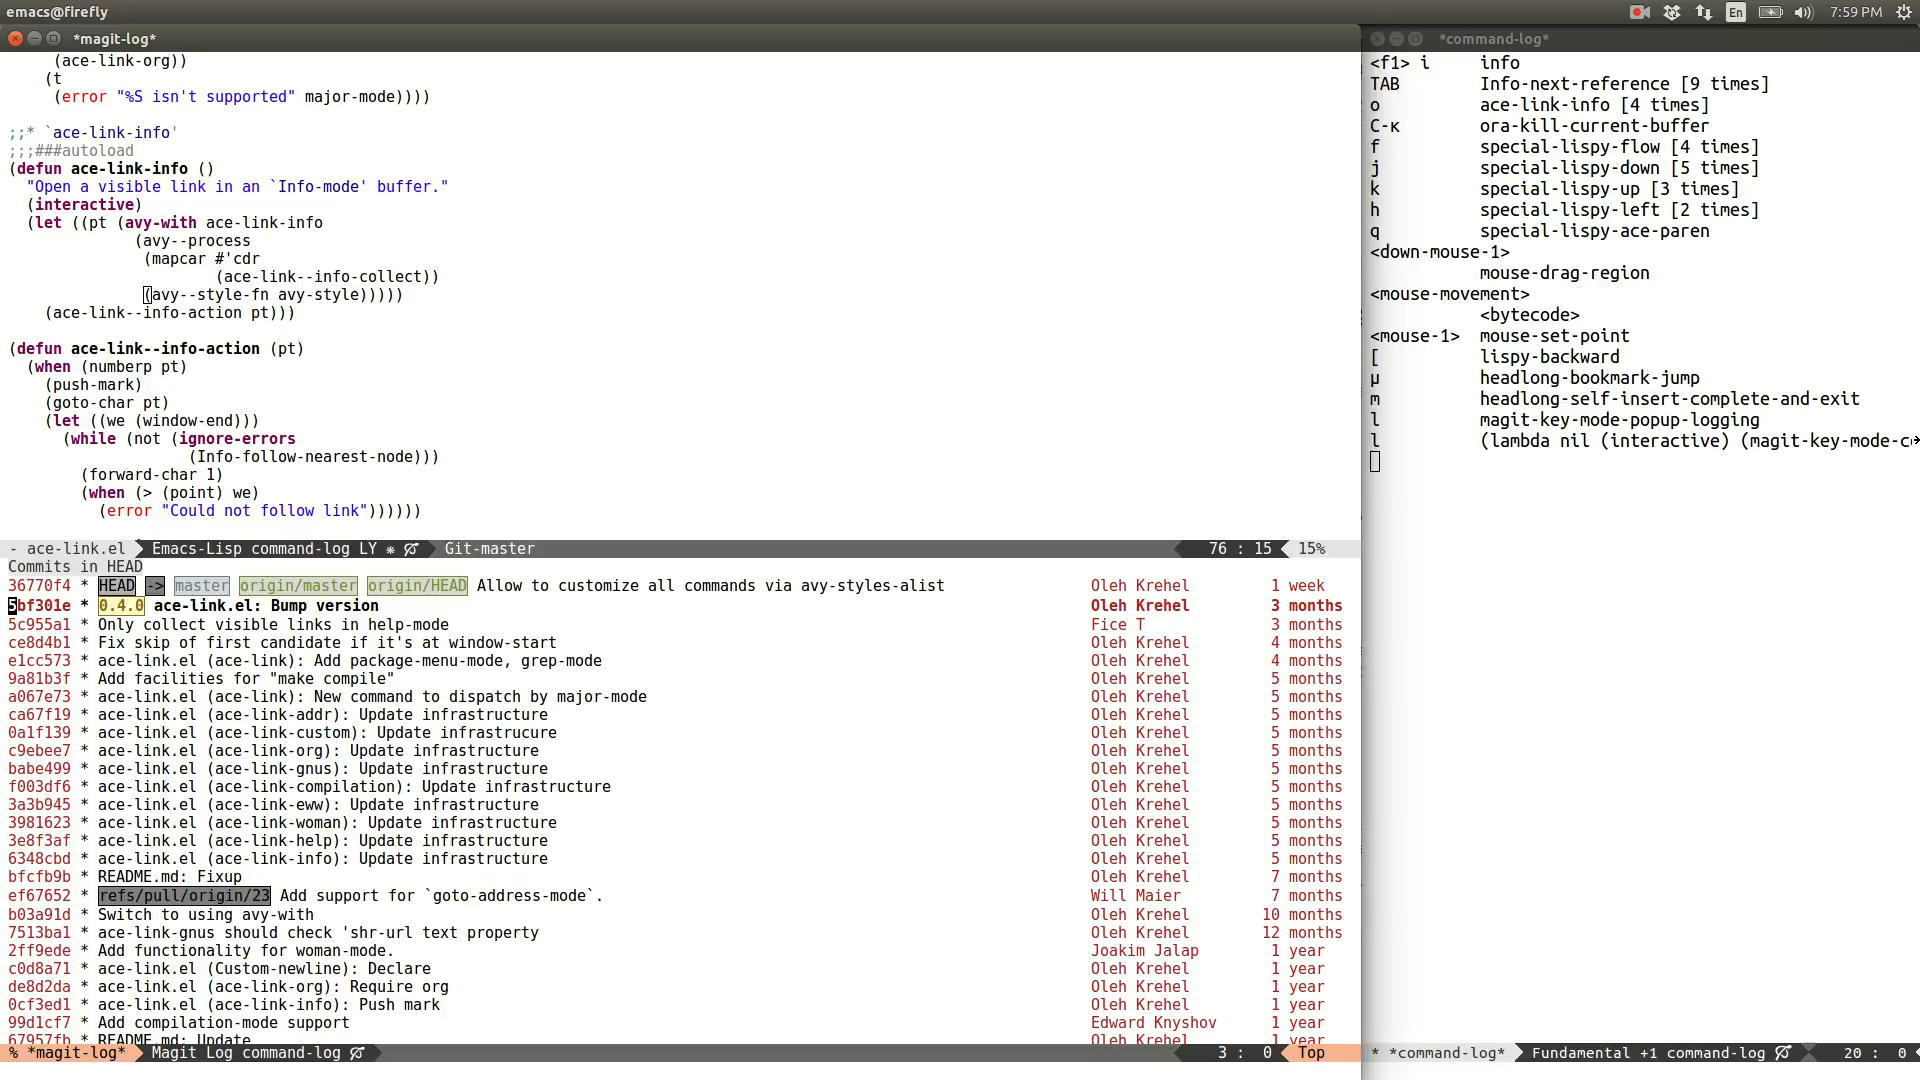 emacs@firefly
En
7:59 PM
*magit-log*
(ace-link-org))
(t
(error "%S isn't supported" major-mode))))
;;* `ace-link-info'
;;;###autoload
(defun ace-link-info ()
"Open a visible link in an `Info-mode' buffer."
(interactive)
(let ((pt (avy-with ace-link-info
(avy--process
(mapcar #'cdr
(ace-link--info-collect))
(avy--style-fn avy-style)))))
(ace-link--info-action pt)))
(defun ace-link--info-action (pt)
(when (numberp pt)
(push-mark)
(goto-char pt)
(let ((we (window-end)))
(while (not (ignore-errors
(Info-follow-nearest-node)))
(forward-char 1)
(when (> (point) we)
(error "Could not follow link"))))))
- ace-link.el Emacs-Lisp command-log LY Git-master 76 : 15 15%
Commits in HEAD
36770f4 * HEAD -> master origin/master origin/HEAD Allow to customize all commands via avy-styles-alist Oleh Krehel 1 week
5bf301e * 0.4.0 ace-link.el: Bump version Oleh Krehel 3 months
5c955a1 * Only collect visible links in help-mode Fice T 3 months
ce8d4b1 * Fix skip of first candidate if it's at window-start Oleh Krehel 4 months
e1cc573 * ace-link.el (ace-link): Add package-menu-mode, grep-mode Oleh Krehel 4 months
9a81b3f * Add facilities for "make compile" Oleh Krehel 5 months
a067e73 * ace-link.el (ace-link): New command to dispatch by major-mode Oleh Krehel 5 months
ca67f19 * ace-link.el (ace-link-addr): Update infrastructure Oleh Krehel 5 months
0a1f139 * ace-link.el (ace-link-custom): Update infrastrucure Oleh Krehel 5 months
c9ebee7 * ace-link.el (ace-link-org): Update infrastructure Oleh Krehel 5 months
babe499 * ace-link.el (ace-link-gnus): Update infrastructure Oleh Krehel 5 months
f003df6 * ace-link.el (ace-link-compilation): Update infrastructure Oleh Krehel 5 months
3a3b945 * ace-link.el (ace-link-eww): Update infrastructure Oleh Krehel 5 months
3981623 * ace-link.el (ace-link-woman): Update infrastructure Oleh Krehel 5 months
3e8f3af * ace-link.el (ace-link-help): Update infrastructure Oleh Krehel 5 months
6348cbd * ace-link.el (ace-link-info): Update infrastructure Oleh Krehel 5 months
bfcfb9b * README.md: Fixup Oleh Krehel 7 months
ef67652 * refs/pull/origin/23 Add support for `goto-address-mode`. Will Maier 7 months
b03a91d * Switch to using avy-with Oleh Krehel 10 months
7513ba1 * ace-link-gnus should check 'shr-url text property Oleh Krehel 12 months
2ff9ede * Add functionality for woman-mode. Joakim Jalap 1 year
c0d8a71 * ace-link.el (Custom-newline): Declare Oleh Krehel 1 year
de8d2da * ace-link.el (ace-link-org): Require org Oleh Krehel 1 year
0cf3ed1 * ace-link.el (ace-link-info): Push mark Oleh Krehel 1 year
99d1cf7 * Add compilation-mode support Edward Knyshov 1 year
67957fb * README.md: Update Oleh Krehel 1 year
% *magit-log* Magit Log command-log 3 : 0 Top
*command-log*
<f1> i info
TAB Info-next-reference [9 times]
o ace-link-info [4 times]
C-к ora-kill-current-buffer
f special-lispy-flow [4 times]
j special-lispy-down [5 times]
k special-lispy-up [3 times]
h special-lispy-left [2 times]
q special-lispy-ace-paren
<down-mouse-1>
mouse-drag-region
<mouse-movement>
<bytecode>
<mouse-1> mouse-set-point
[ lispy-backward
μ headlong-bookmark-jump
m headlong-self-insert-complete-and-exit
l magit-key-mode-popup-logging
l (lambda nil (interactive) (magit-key-mode-c
* *command-log* Fundamental +1 command-log 20 : 0